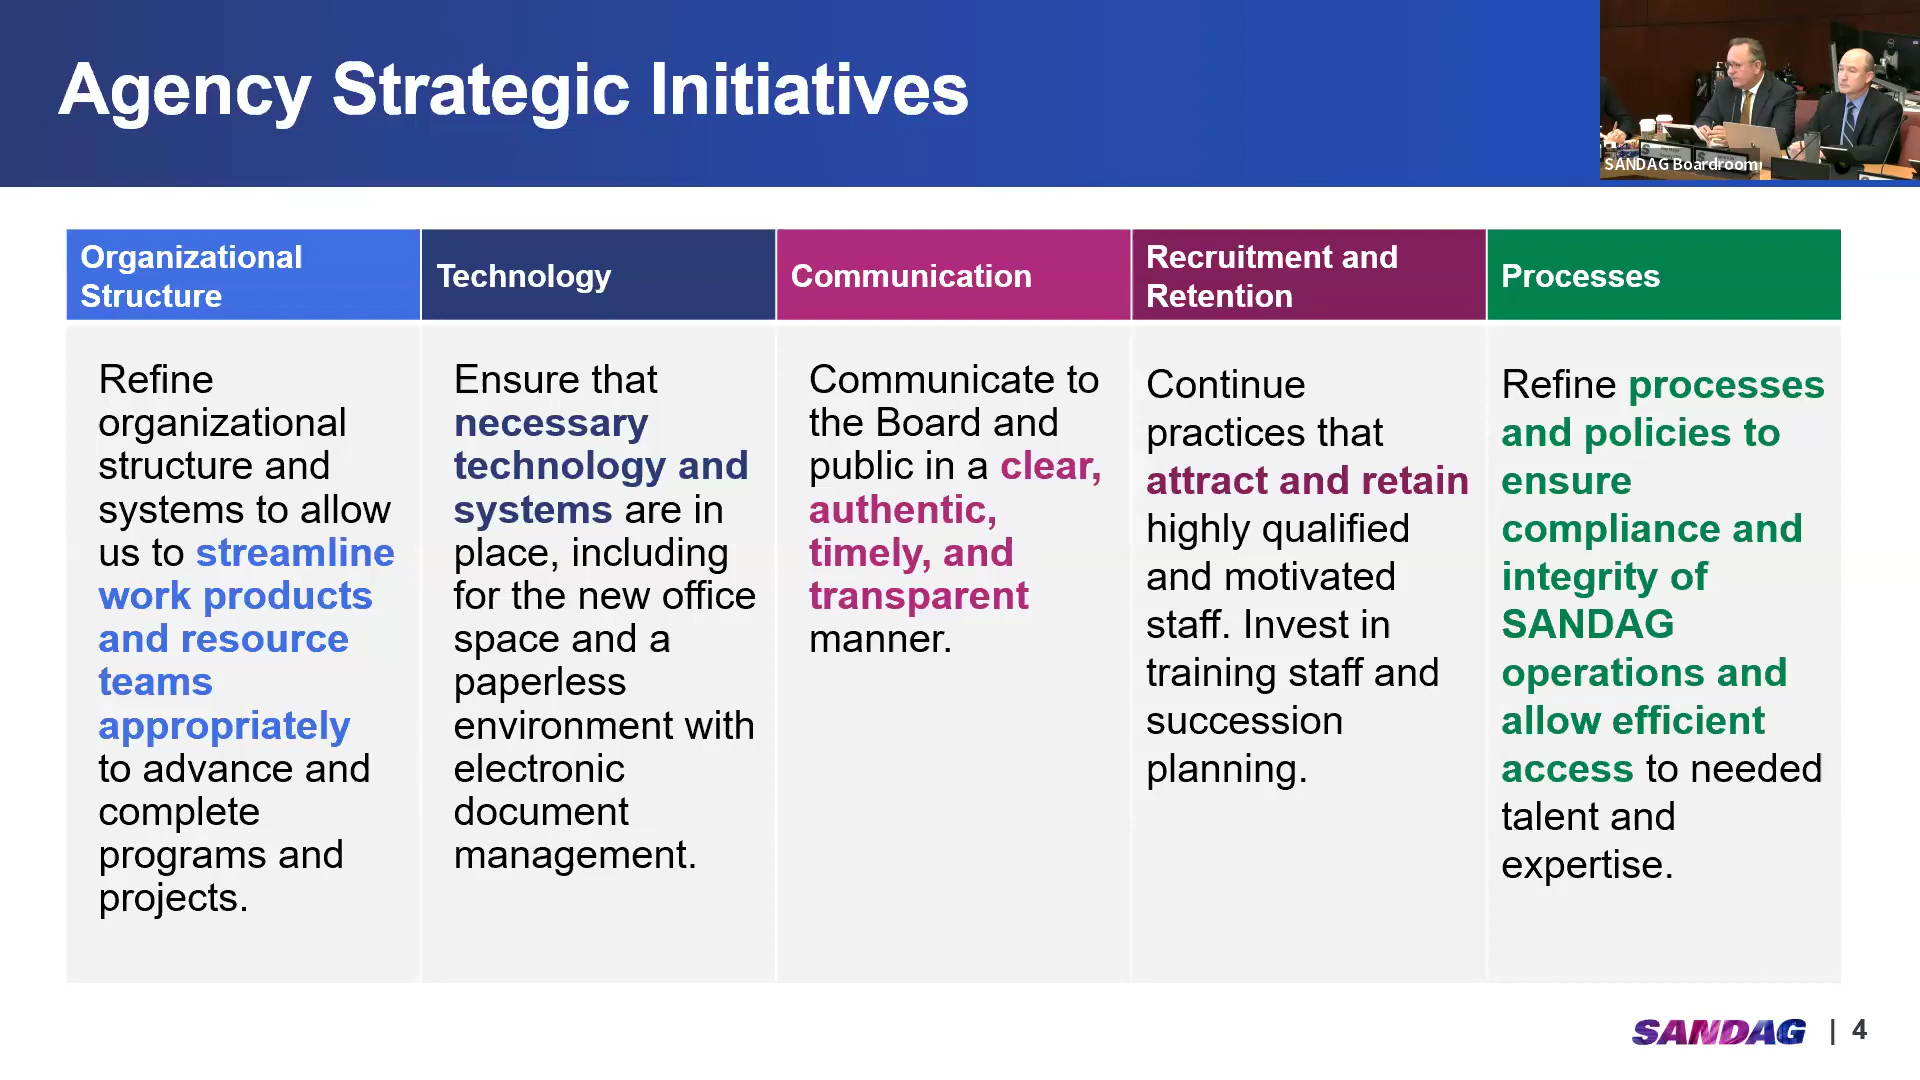 Agency Strategic Initiatives
SANDAG Boardroom
Organizational
Structure
Technology
Communication
Recruitment and
Retention
Processes
Refine
organizational
structure and
systems to allow
us to streamline
work products
and resource
teams
appropriately
to advance and
complete
programs and
projects.
Ensure that
necessary
technology and
systems are in
place, including
for the new office
space and a
paperless
environment with
electronic
document
management.
Communicate to
the Board and
public in a clear,
authentic,
timely, and
transparent
manner.
Continue
practices that
attract and retain
highly qualified
and motivated
staff. Invest in
training staff and
succession
planning.
Refine processes
and policies to
ensure
compliance and
integrity of
SANDAG
operations and
allow efficient
access to needed
talent and
expertise.
SANDAG | 4